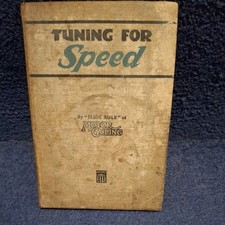 TUNING FOR
Speed
By "SLIDE RULE" of
MOTOR
CYCLING